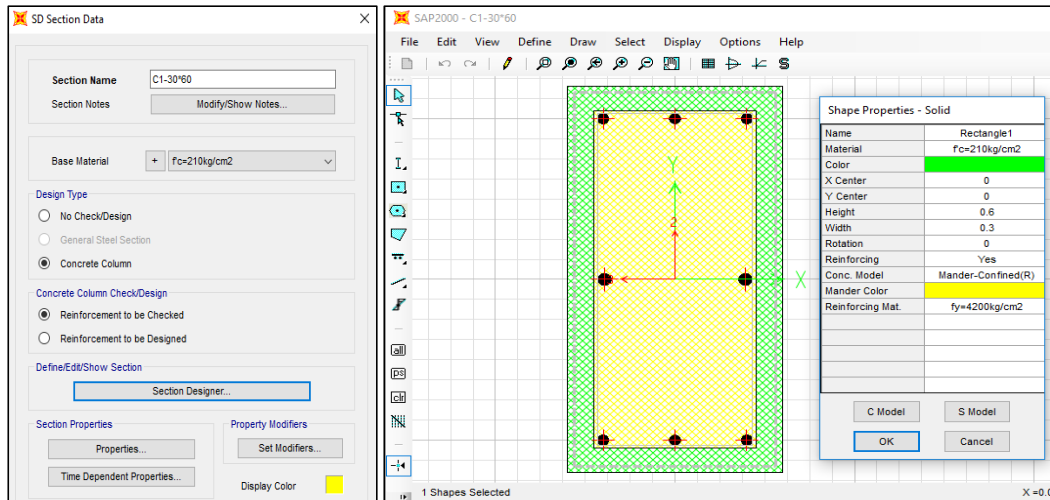 SD Section Data
Section Name C1-30*60
Section Notes Modify/Show Notes...
Base Material + f'c=210kg/cm2
Design Type
No Check/Design
General Steel Section
Concrete Column
Concrete Column Check/Design
Reinforcement to be Checked
Reinforcement to be Designed
Define/Edit/Show Section
Section Designer...
Section Properties Property Modifiers
Properties... Set Modifiers...
Time Dependent Properties... Display Color
SAP2000 - C1-30*60
File Edit View Define Draw Select Display Options Help
all
ps
clr
Y
2
X
Shape Properties - Solid
Name Rectangle1
Material f'c=210kg/cm2
Color
X Center 0
Y Center 0
Height 0.6
Width 0.3
Rotation 0
Reinforcing Yes
Conc. Model Mander-Confined(R)
Mander Color
Reinforcing Mat. fy=4200kg/cm2
C Model S Model
OK Cancel
1 Shapes Selected X =0.0